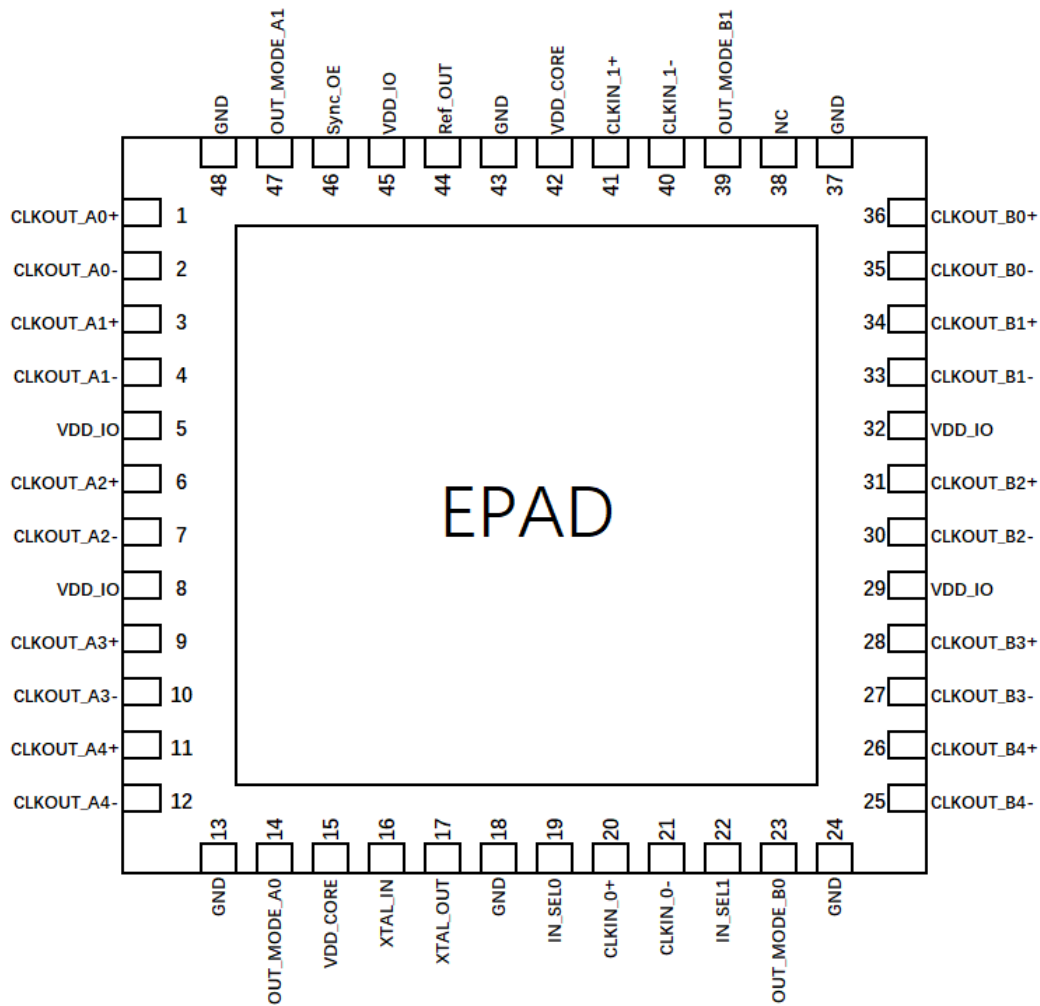 GND
OUT_MODE_A1
Sync_OE
VDD_IO
Ref_OUT
GND
VDD_CORE
CLKIN_1+
CLKIN_1-
OUT_MODE_B1
NC
GND
48 47 46 45 44 43 42 41 40 39 38 37
CLKOUT_A0+ 1
36 CLKOUT_B0+
CLKOUT_A0- 2
35 CLKOUT_B0-
CLKOUT_A1+ 3
34 CLKOUT_B1+
CLKOUT_A1- 4
33 CLKOUT_B1-
VDD_IO 5
32 VDD_IO
CLKOUT_A2+ 6
31 CLKOUT_B2+
EPAD
CLKOUT_A2- 7
30 CLKOUT_B2-
VDD_IO 8
29 VDD_IO
CLKOUT_A3+ 9
28 CLKOUT_B3+
CLKOUT_A3- 10
27 CLKOUT_B3-
CLKOUT_A4+ 11
26 CLKOUT_B4+
CLKOUT_A4- 12
25 CLKOUT_B4-
13 14 15 16 17 18 19 20 21 22 23 24
GND
OUT_MODE_A0
VDD_CORE
XTAL_IN
XTAL_OUT
GND
IN_SEL0
CLKIN_0+
CLKIN_0-
IN_SEL1
OUT_MODE_B0
GND